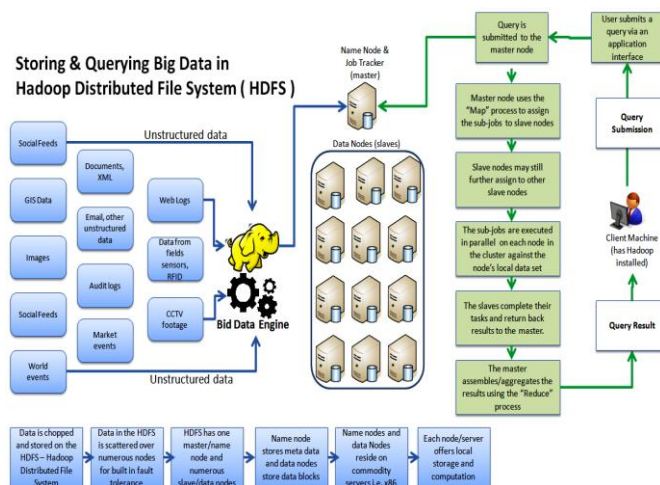 Storing & Querying Big Data in
Hadoop Distributed File System ( HDFS )
Unstructured data
Social Feeds
GIS Data
Images
Social Feeds
World
events
Documents,
XML
Email, other
unstructured
data
Audit logs
Market
events
Web Logs
Data from
fields
sensors,
RFID
CCTV
footage
Bid Data Engine
Unstructured data
Name Node &
Job Tracker
(master)
Data Nodes (slaves)
Query is
submitted to the
master node
Master node uses the
“Map” process to assign
the sub-jobs to slave nodes
Slave nodes may still
further assign to other
slave nodes
The sub-jobs are executed
in parallel on each node in
the cluster against the
node's local data set
The slaves complete their
tasks and return back
results to the master.
The master
assembles/aggregates the
results using the “Reduce”
process
User submits a
query via an
application
interface
Query
Submission
Client Machine
(has Hadoop
installed)
Query Result
Data is chopped
and stored on the
HDFS – Hadoop
Distributed File
System
Data in the HDFS
is scattered over
numerous nodes
for built in fault
tolerance
HDFS has one
master/name
node and
numerous
slave/data nodes
Name node
stores meta data
and data nodes
store data blocks
Name nodes and
data Nodes
reside on
commodity
servers i.e. x86
Each node/server
offers local
storage and
computation